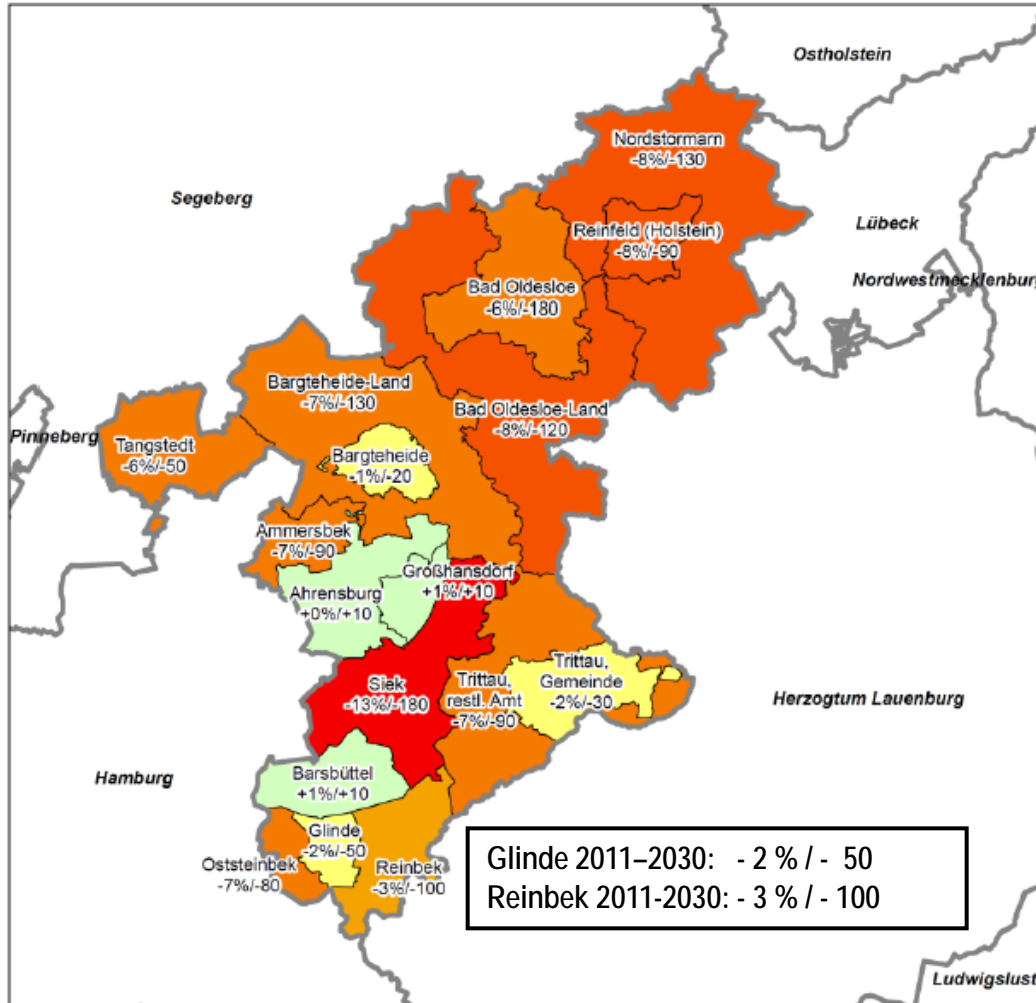 Ostholstein
Nordstormarn
-8%/-130
Segeberg
Lübeck
Reinfeld (Holstein)
-8%/-90
Nordwestmecklenburg
Bad Oldesloe
-6%/-180
Bargteheide-Land
-7%/-130
Bad Oldesloe-Land
-8%/-120
Pinneberg
Tangstedt
-6%/-50
Bargteheide
-1%/-20
Ammersbek
-7%/-90
Großhansdorf
+1%/+10
Ahrensburg
+0%/+10
Trittau,
Gemeinde
-2%/-30
Siek
-13%/-180
Trittau,
restl. Amt
-7%/-90
Herzogtum Lauenburg
Hamburg
Barsbüttel
+1%/+10
Glinde
-2%/-50
Oststeinbek
-7%/-80
Reinbek
-3%/-100
Glinde 2011–2030: - 2 % / - 50
Reinbek 2011-2030: - 3 % / - 100
Ludwigslust